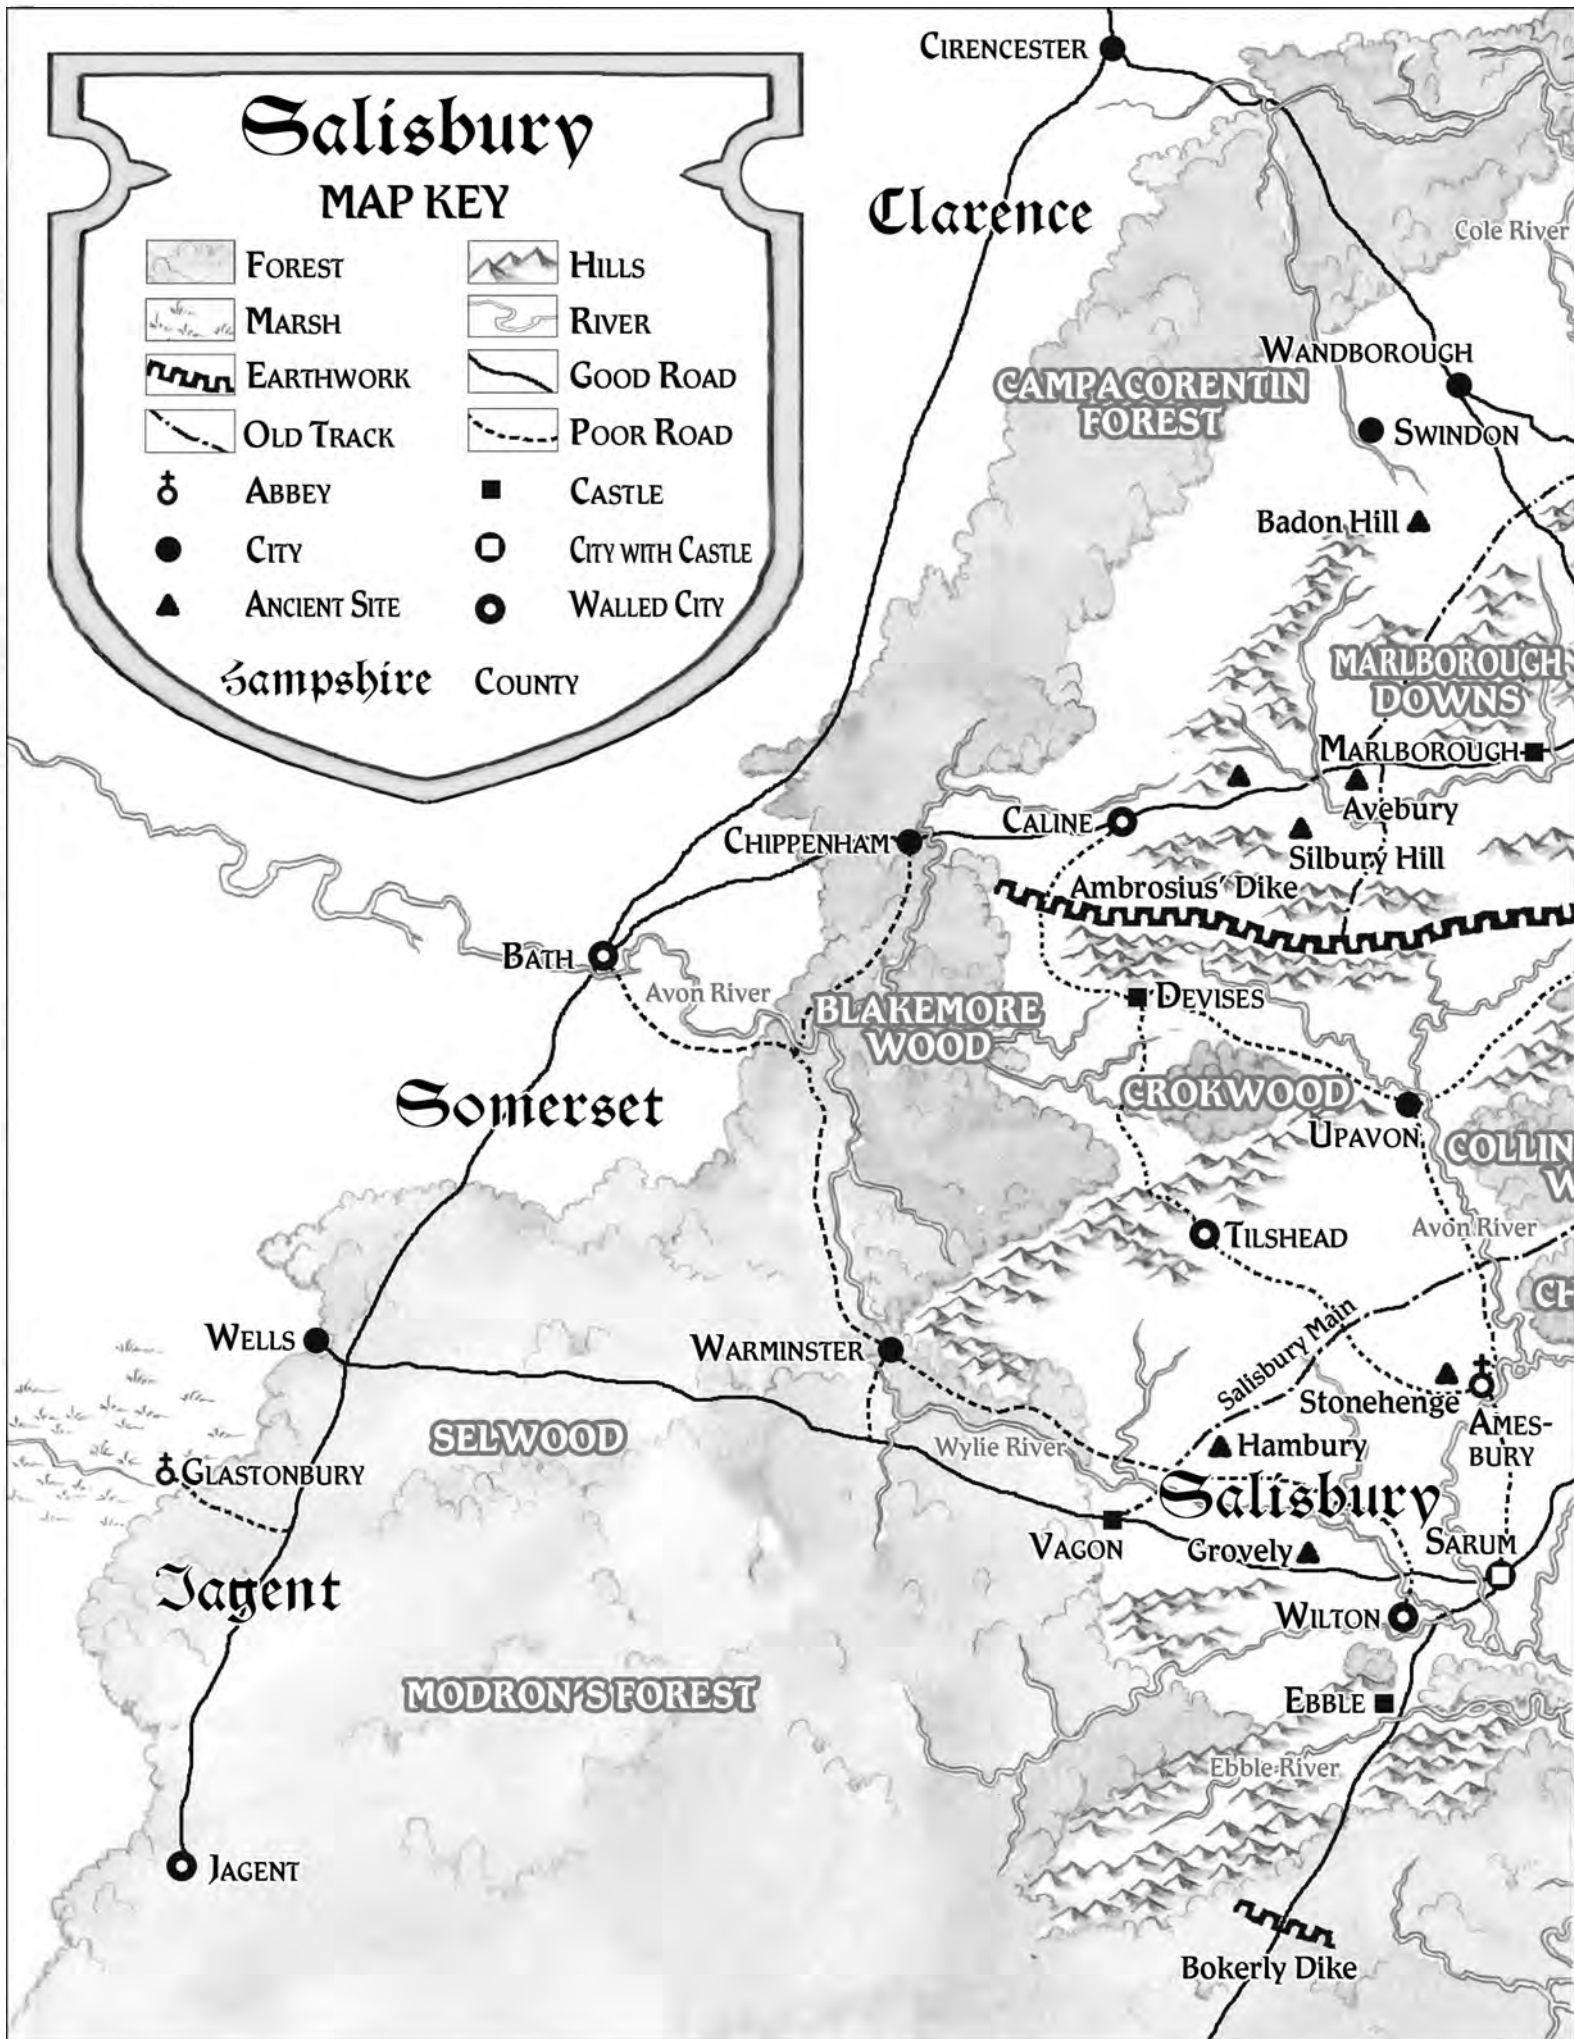 Salisbury
MAP KEY
FOREST
HILLS
MARSH
RIVER
EARTHWORK
GOOD ROAD
OLD TRACK
POOR ROAD
ABBEY
CASTLE
CITY
CITY WITH CASTLE
ANCIENT SITE
WALLED CITY
Hampshire
COUNTY
CIRENCESTER
Clarence
Cole River
WANDBOROUGH
CAMPACORENTIN
FOREST
SWINDON
Badon Hill
MARLBOROUGH
DOWNS
MARLBOROUGH
Avebury
CALINE
CHIPPENHAM
Silbury Hill
Ambrosius' Dike
BATH
Avon River
DEVISES
BLAKEMORE
WOOD
CROKWOOD
Somerset
UPAVON
COLLIN
W
Avon River
TILSHEAD
CH
WELLS
WARMINSTER
Salisbury Main
Stonehenge
AMES-
BURY
SELWOOD
Wylie River
Hambury
GLASTONBURY
Salisbury
VAGON
Grovely
SARUM
Jagent
WILTON
MODRON'S FOREST
EBBLE
Ebble River
JAGENT
Bokerly Dike